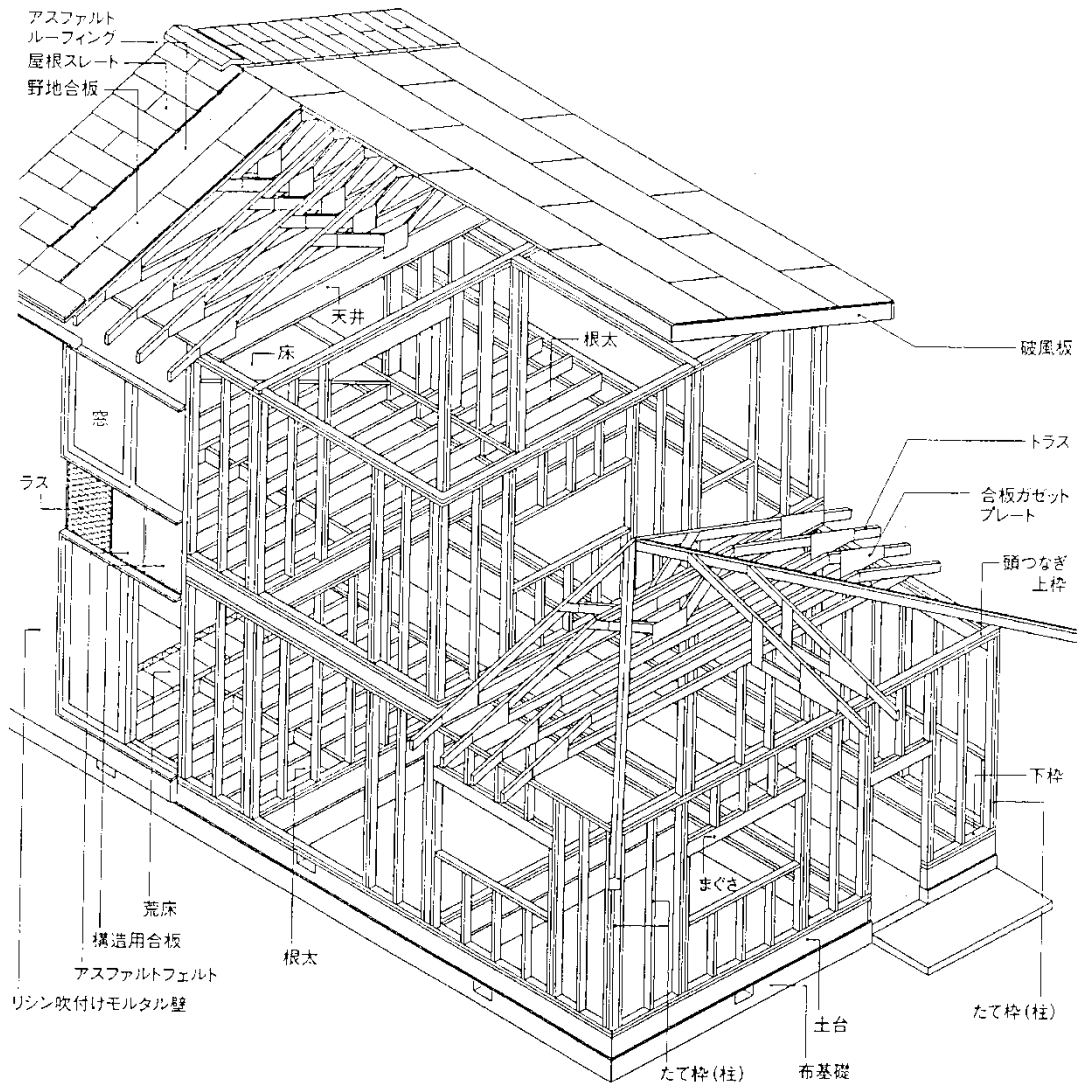 アスファルト
ルーフィング
屋根スレート
野地合板
天井
床
根太
破風板
窓
トラス
ラス
合板ガゼット
プレート
頭つなぎ
上枠
下枠
まぐさ
荒床
構造用合板
根太
アスファルトフェルト
リシン吹付けモルタル壁
たて枠(柱)
土台
たて枠(柱)
布基礎